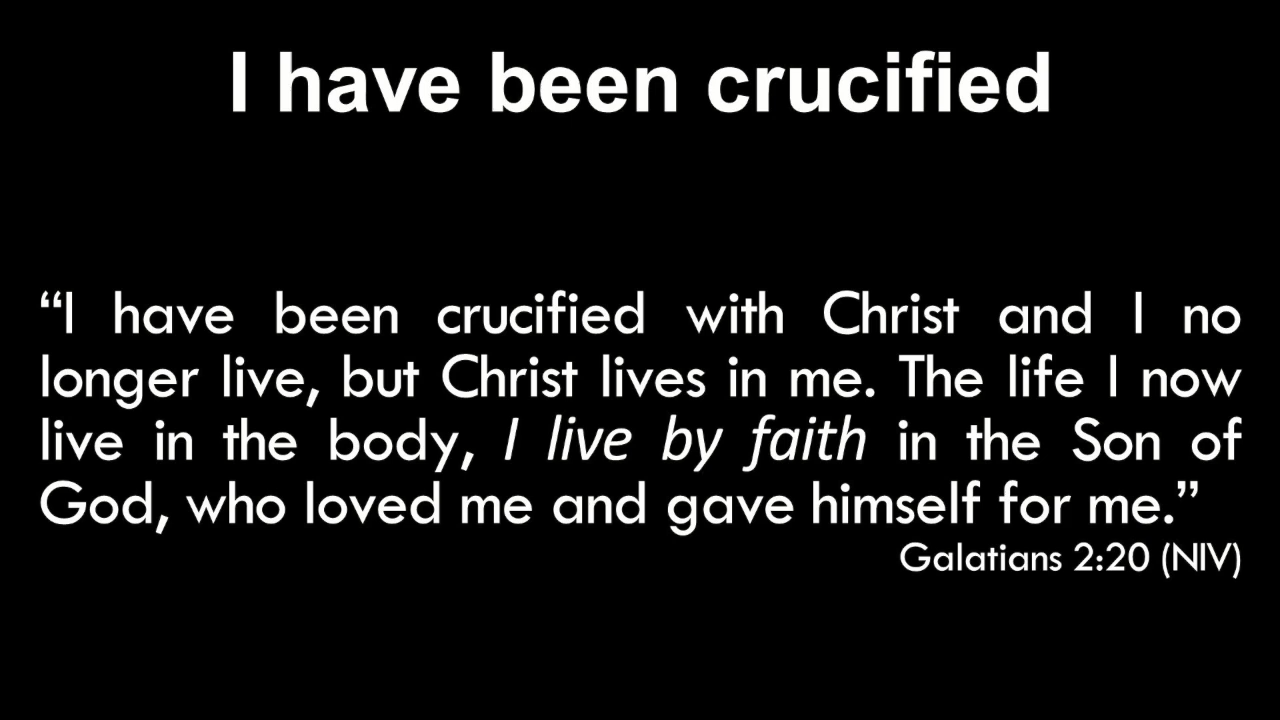 I have been crucified
“I have been crucified with Christ and I no
longer live, but Christ lives in me. The life I now
live in the body, I live by faith in the Son of
God, who loved me and gave himself for me.”
Galatians 2:20 (NIV)